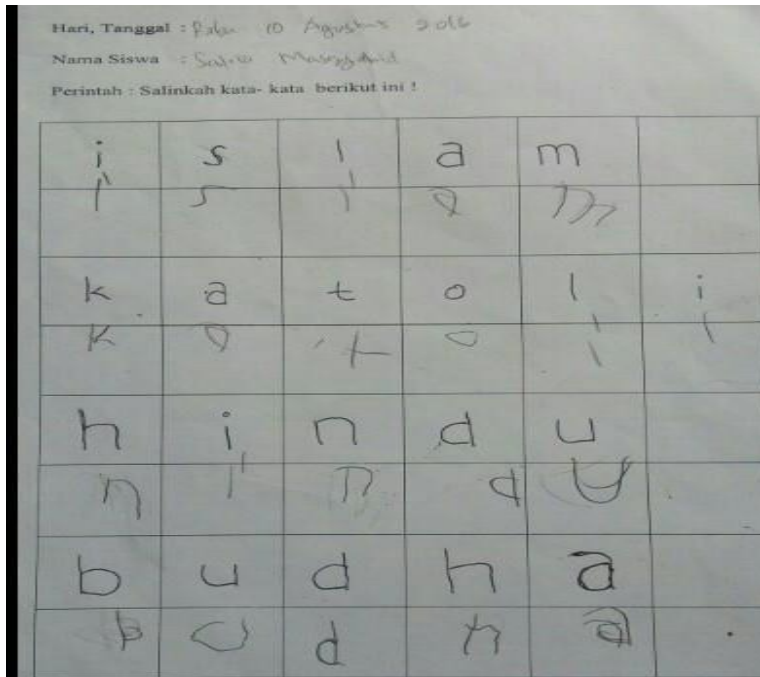 Hari, Tanggal : Rabu 10 Agustus 2016
Nama Siswa :
Perintah : Salinkah kata- kata berikut ini !
i s l a m
i s i a m
k a t o l i
k a t o l i
h i n d u
n i n d u
b u d h a
b u d h a